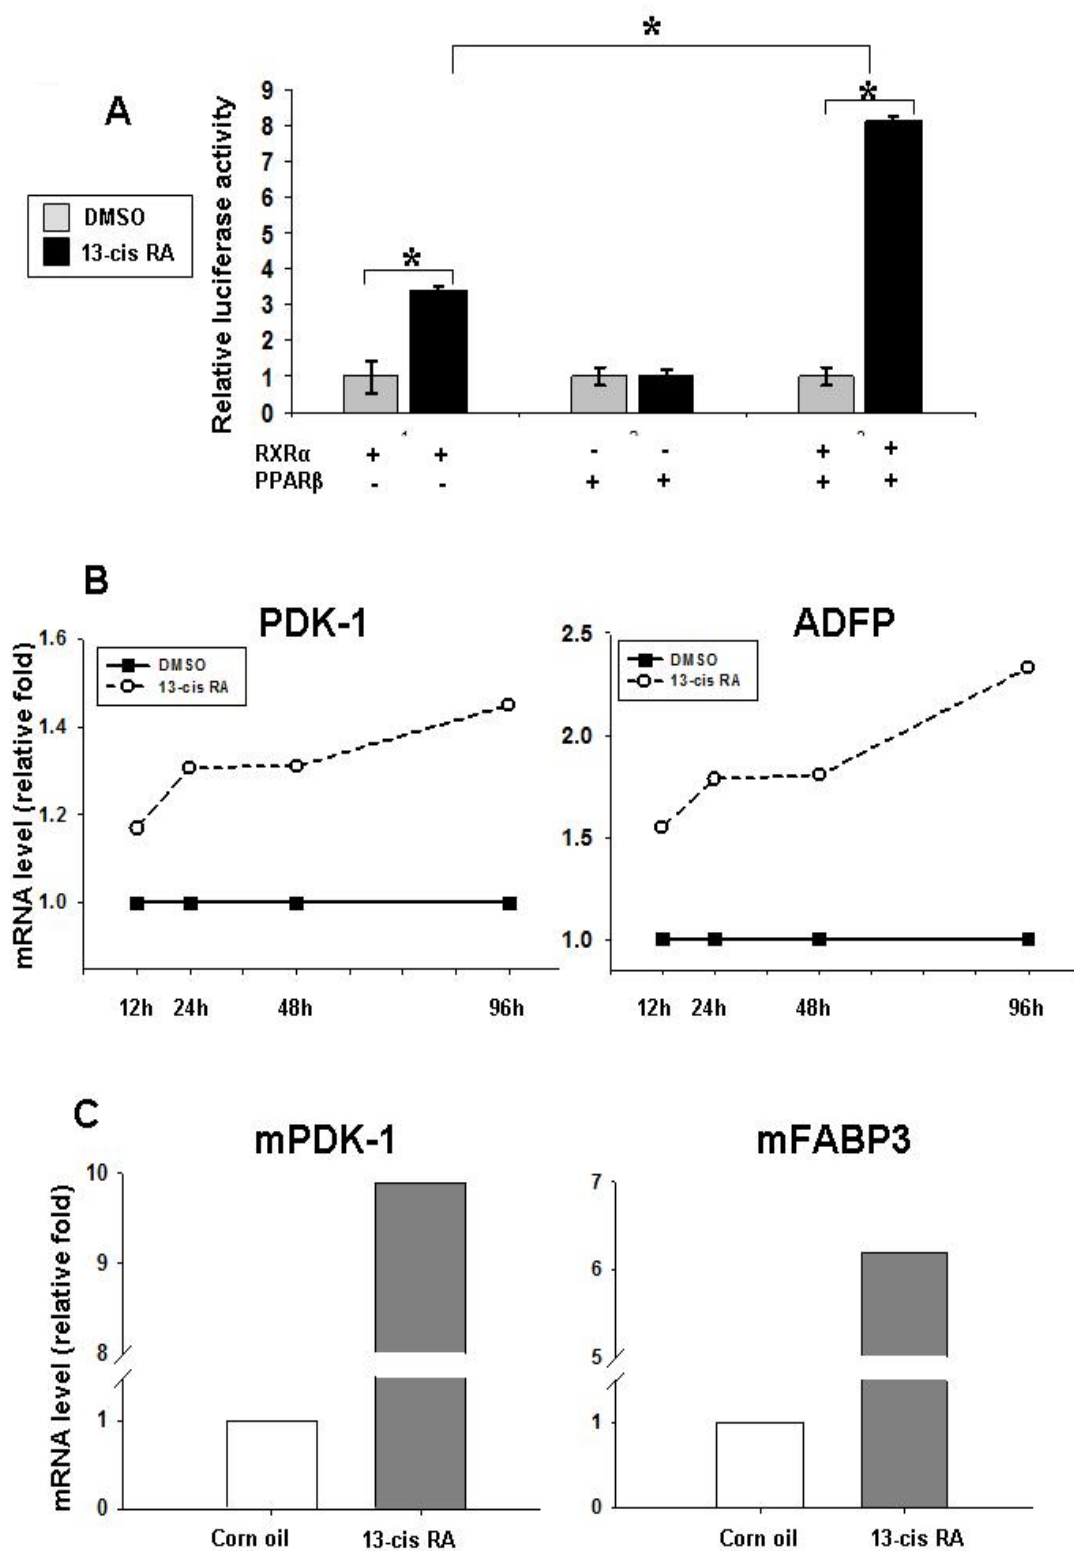 *
A
Relative luciferase activity
9
8
7
6
5
4
3
2
1
0
DMSO
13-cis RA
*
*
RXRα + + - - + +
PPARβ - - + + + +
B
PDK-1
mRNA level (relative fold)
1.6
1.4
1.2
1.0
DMSO
13-cis RA
12h 24h 48h 96h
ADFP
2.5
2.0
1.5
1.0
DMSO
13-cis RA
12h 24h 48h 96h
C
mPDK-1
mRNA level (relative fold)
10
9
8
1
0
Corn oil 13-cis RA
mFABP3
7
6
5
1
0
Corn oil 13-cis RA